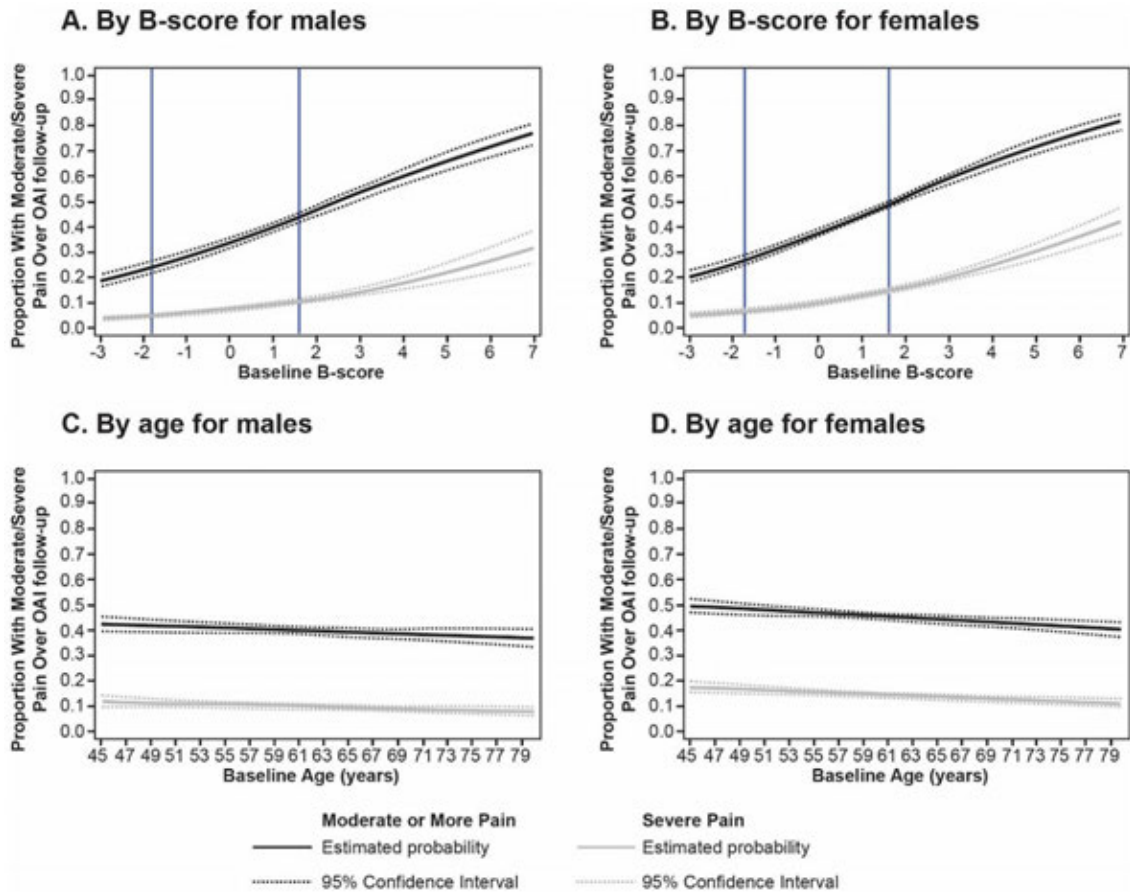 A. By B-score for males
Proportion With Moderate/Severe
Pain Over OAI follow-up
1.0
0.9
0.8
0.7
0.6
0.5
0.4
0.3
0.2
0.1
0.0
-3 -2 -1 0 1 2 3 4 5 6 7
Baseline B-score
B. By B-score for females
Proportion With Moderate/Severe
Pain Over OAI follow-up
1.0
0.9
0.8
0.7
0.6
0.5
0.4
0.3
0.2
0.1
0.0
-3 -2 -1 0 1 2 3 4 5 6 7
Baseline B-score
C. By age for males
Proportion With Moderate/Severe
Pain Over OAI follow-up
1.0
0.9
0.8
0.7
0.6
0.5
0.4
0.3
0.2
0.1
0.0
45 47 49 51 53 55 57 59 61 63 65 67 69 71 73 75 77 79
Baseline Age (years)
D. By age for females
Proportion With Moderate/Severe
Pain Over OAI follow-up
1.0
0.9
0.8
0.7
0.6
0.5
0.4
0.3
0.2
0.1
0.0
45 47 49 51 53 55 57 59 61 63 65 67 69 71 73 75 77 79
Baseline Age (years)
Moderate or More Pain
Estimated probability
95% Confidence Interval
Severe Pain
Estimated probability
95% Confidence Interval